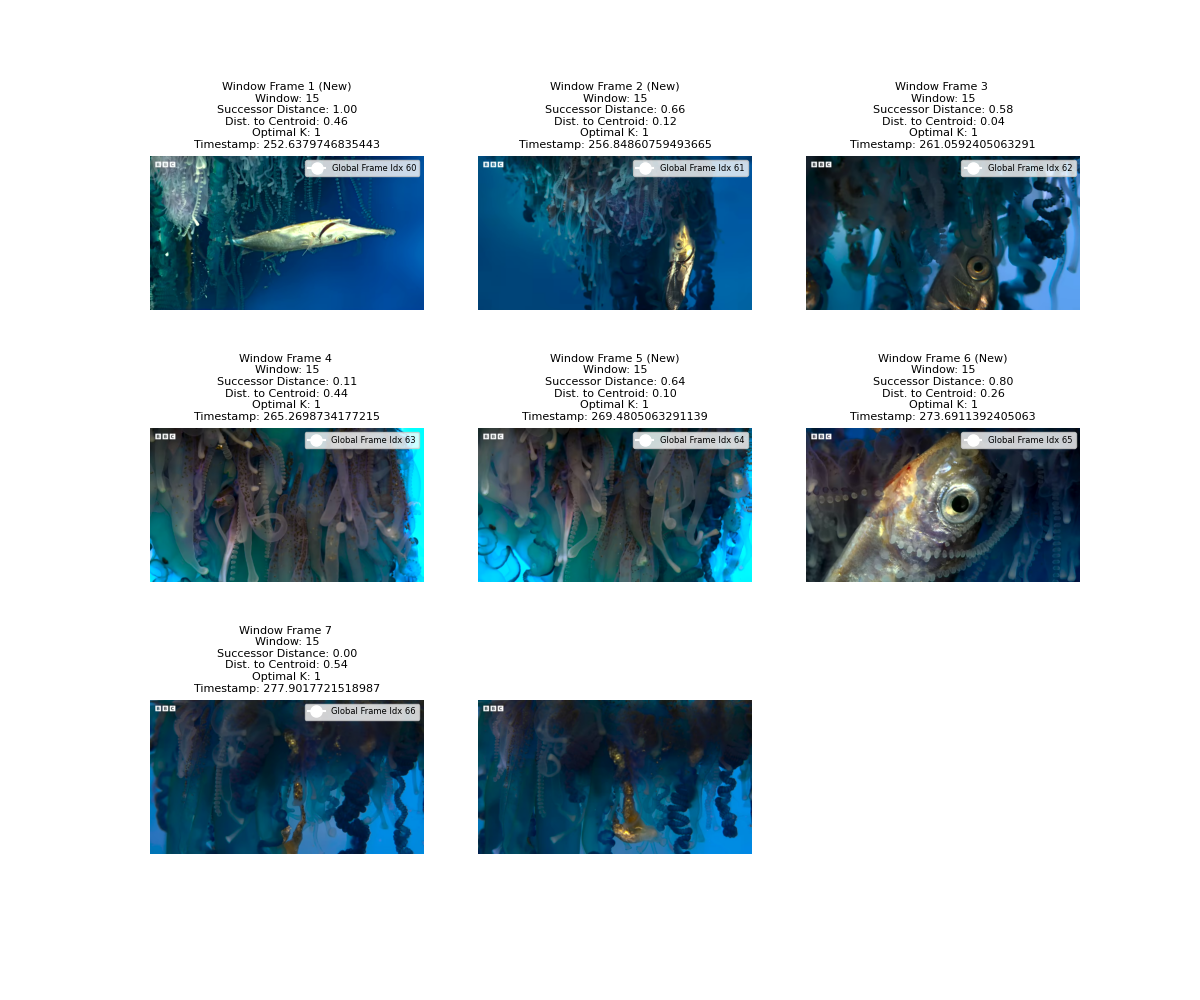 Window Frame 1 (New)
Window: 15
Successor Distance: 1.00
Dist. to Centroid: 0.46
Optimal K: 1
Timestamp: 252.6379746835443
BBC
Global Frame Idx 60
Window Frame 2 (New)
Window: 15
Successor Distance: 0.66
Dist. to Centroid: 0.12
Optimal K: 1
Timestamp: 256.84860759493665
BBC
Global Frame Idx 61
Window Frame 3
Window: 15
Successor Distance: 0.58
Dist. to Centroid: 0.04
Optimal K: 1
Timestamp: 261.0592405063291
BBC
Global Frame Idx 62
Window Frame 4
Window: 15
Successor Distance: 0.11
Dist. to Centroid: 0.44
Optimal K: 1
Timestamp: 265.2698734177215
BBC
Global Frame Idx 63
Window Frame 5 (New)
Window: 15
Successor Distance: 0.64
Dist. to Centroid: 0.10
Optimal K: 1
Timestamp: 269.4805063291139
BBC
Global Frame Idx 64
Window Frame 6 (New)
Window: 15
Successor Distance: 0.80
Dist. to Centroid: 0.26
Optimal K: 1
Timestamp: 273.6911392405063
BBC
Global Frame Idx 65
Window Frame 7
Window: 15
Successor Distance: 0.00
Dist. to Centroid: 0.54
Optimal K: 1
Timestamp: 277.9017721518987
BBC
Global Frame Idx 66
BBC